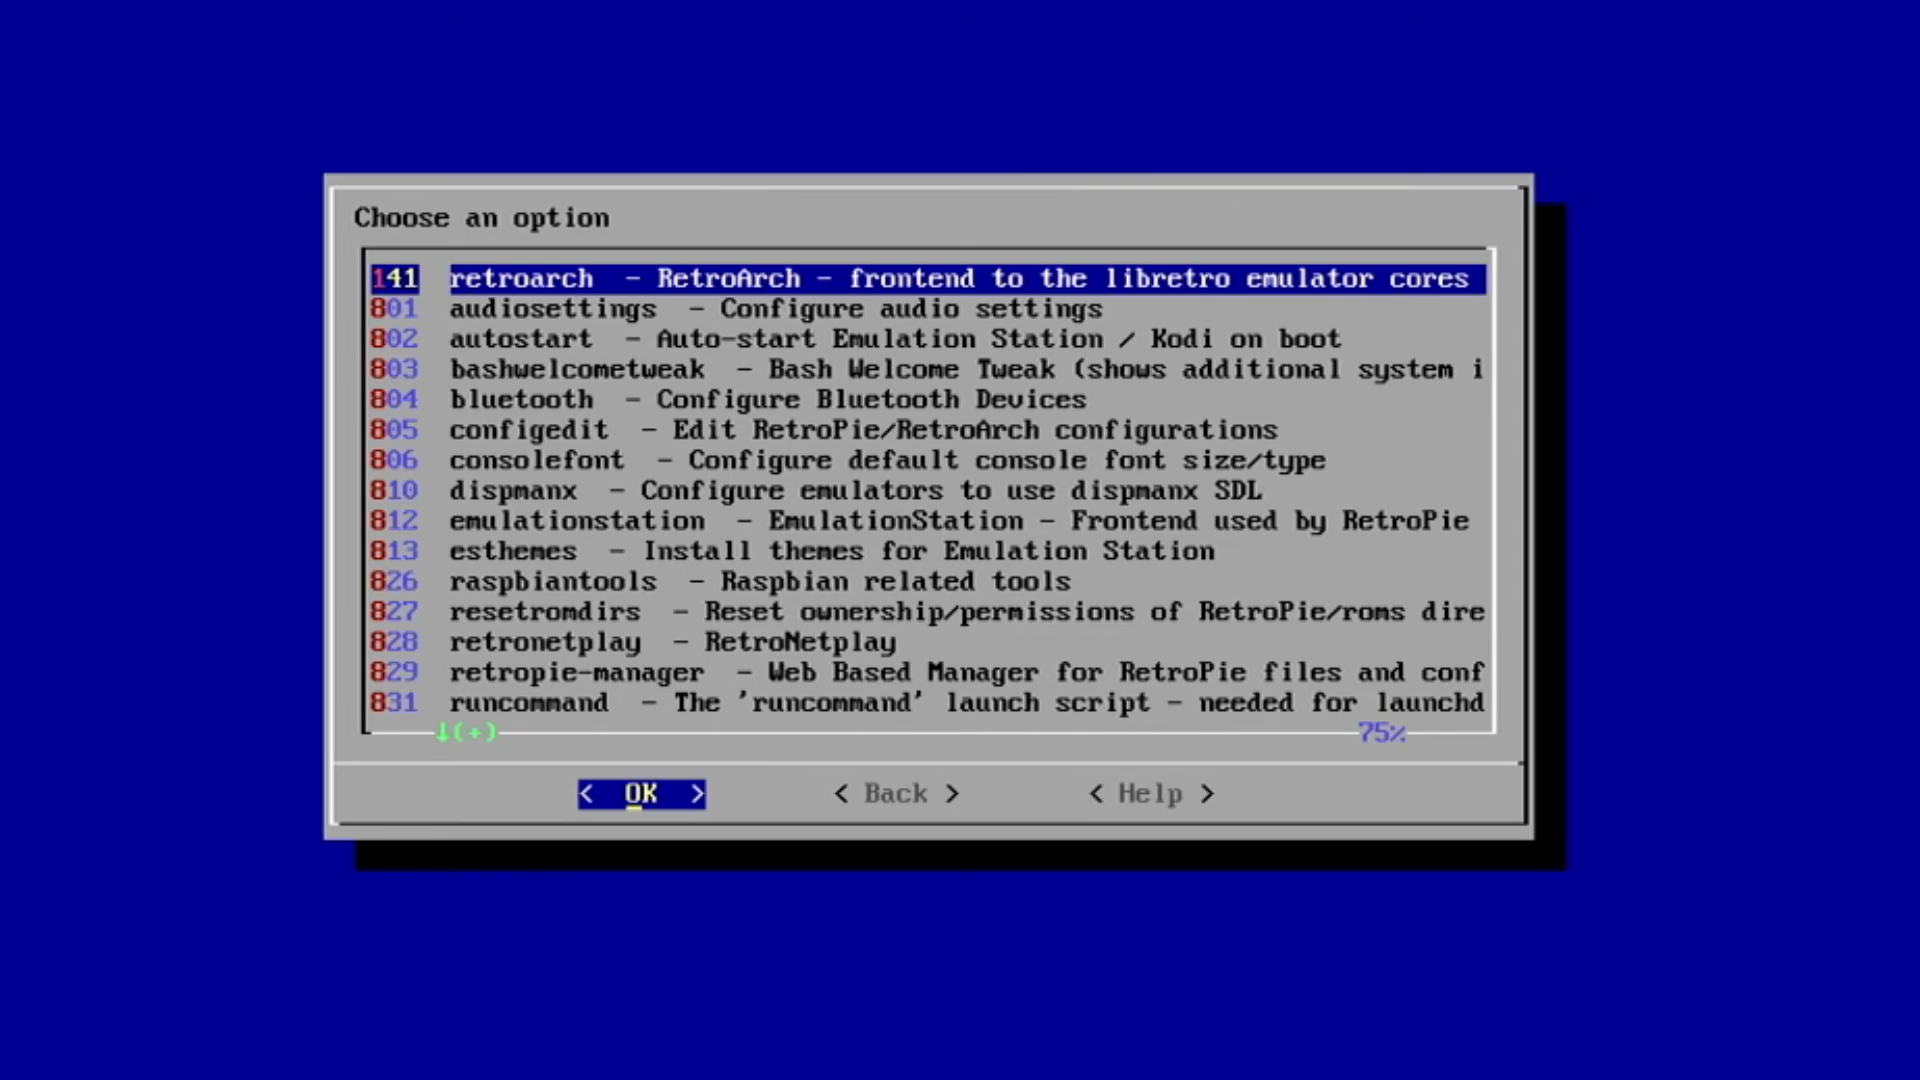 Choose an option
141 retroarch - RetroArch - frontend to the libretro emulator cores
801 audiosettings - Configure audio settings
802 autostart - Auto-start Emulation Station / Kodi on boot
803 bashwelcometweak - Bash Welcome Tweak (shows additional system i
804 bluetooth - Configure Bluetooth Devices
805 configedit - Edit RetroPie/RetroArch configurations
806 consolefont - Configure default console font size/type
810 dispmanx - Configure emulators to use dispmanx SDL
812 emulationstation - EmulationStation - Frontend used by RetroPie
813 esthemes - Install themes for Emulation Station
826 raspbiantools - Raspbian related tools
827 resetromdirs - Reset ownership/permissions of RetroPie/roms dire
828 retronetplay - RetroNetplay
829 retropie-manager - Web Based Manager for RetroPie files and conf
831 runcommand - The 'runcommand' launch script - needed for launchd
↓(+) 75%
< OK > < Back > < Help >